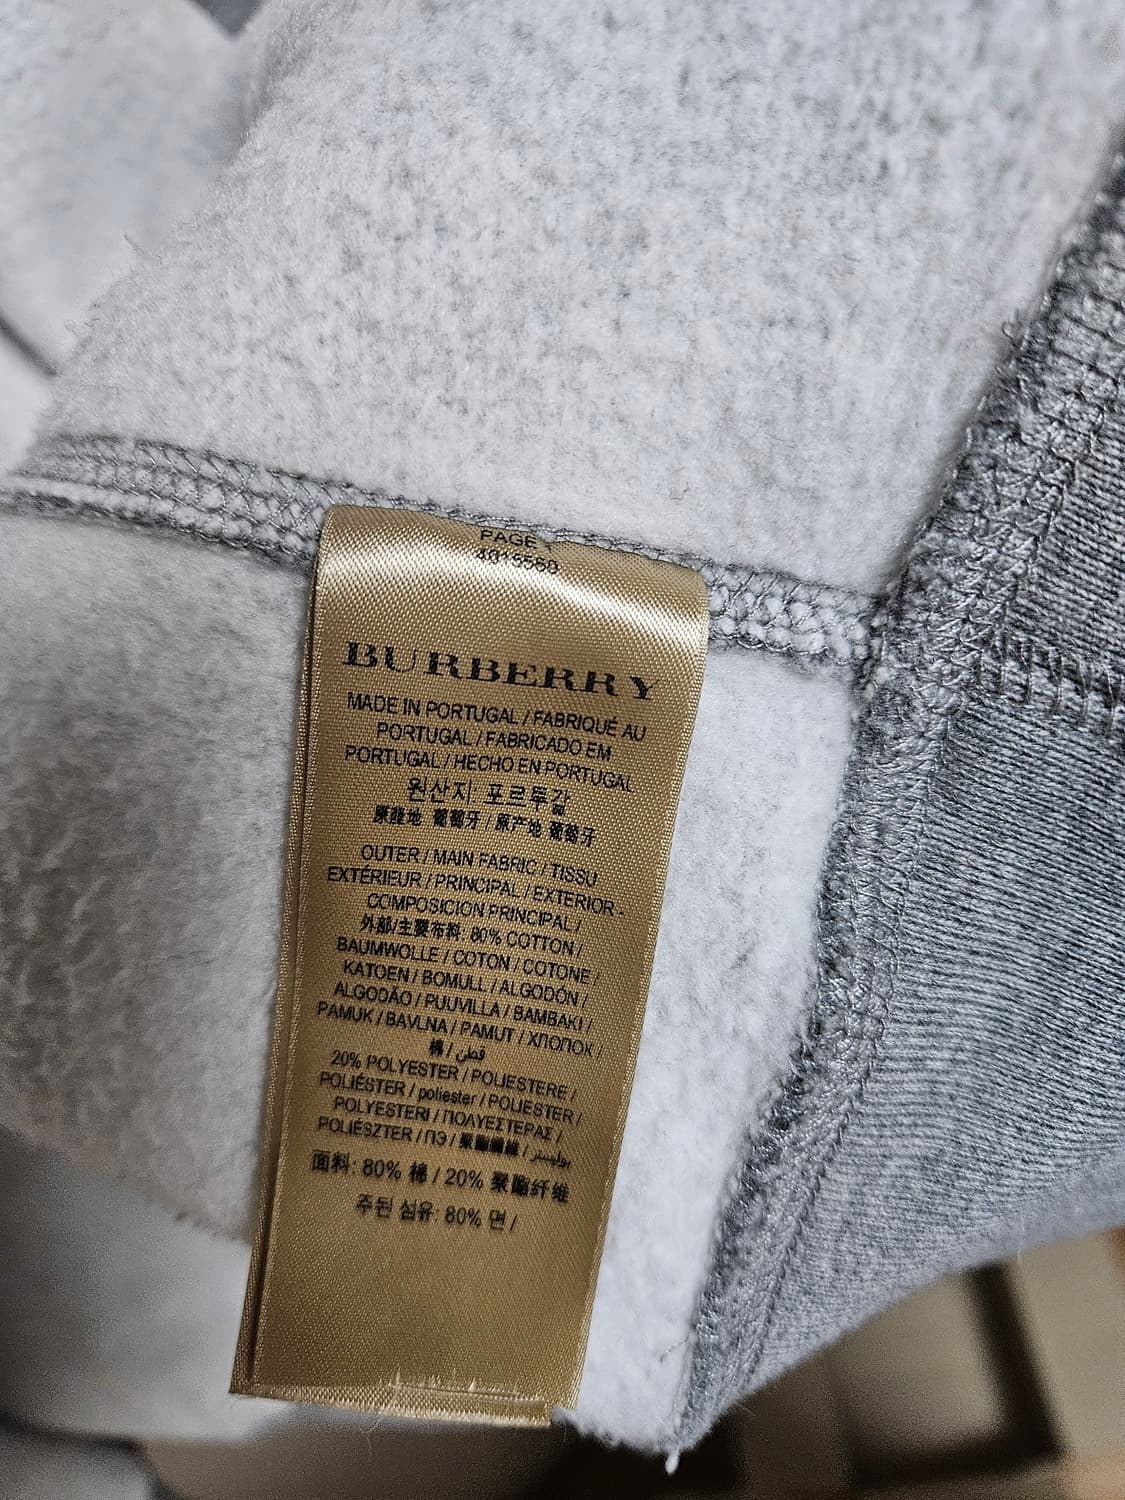 PAGE 1
4015560
BURBERRY
MADE IN PORTUGAL / FABRIQUÉ AU
PORTUGAL / FABRICADO EM
PORTUGAL / HECHO EN PORTUGAL
원산지 포르투갈
原產地 葡萄牙 / 原产地 葡萄牙
OUTER / MAIN FABRIC / TISSU
EXTÉRIEUR / PRINCIPAL / EXTERIOR -
COMPOSICION PRINCIPAL /
外部/主要布料: 80% COTTON /
BAUMWOLLE / COTON / COTONE /
KATOEN / BOMULL / ALGODÓN /
ALGODÃO / PUUVILLA / BAMBAKI /
PAMUK / BAVLNA / PAMUT / ХЛОПОК /
棉 / قطن /
20% POLYESTER / POLIESTERE /
POLIÉSTER / poliester / POLIESTER /
POLYESTERI / ΠΟΛΥΕΣΤΕΡΑΣ /
POLIÉSZTER / ПЭ / 聚酯纖維 / بوليستر
面料: 80% 棉 / 20% 聚酯纤维
주된 섬유: 80% 면 /